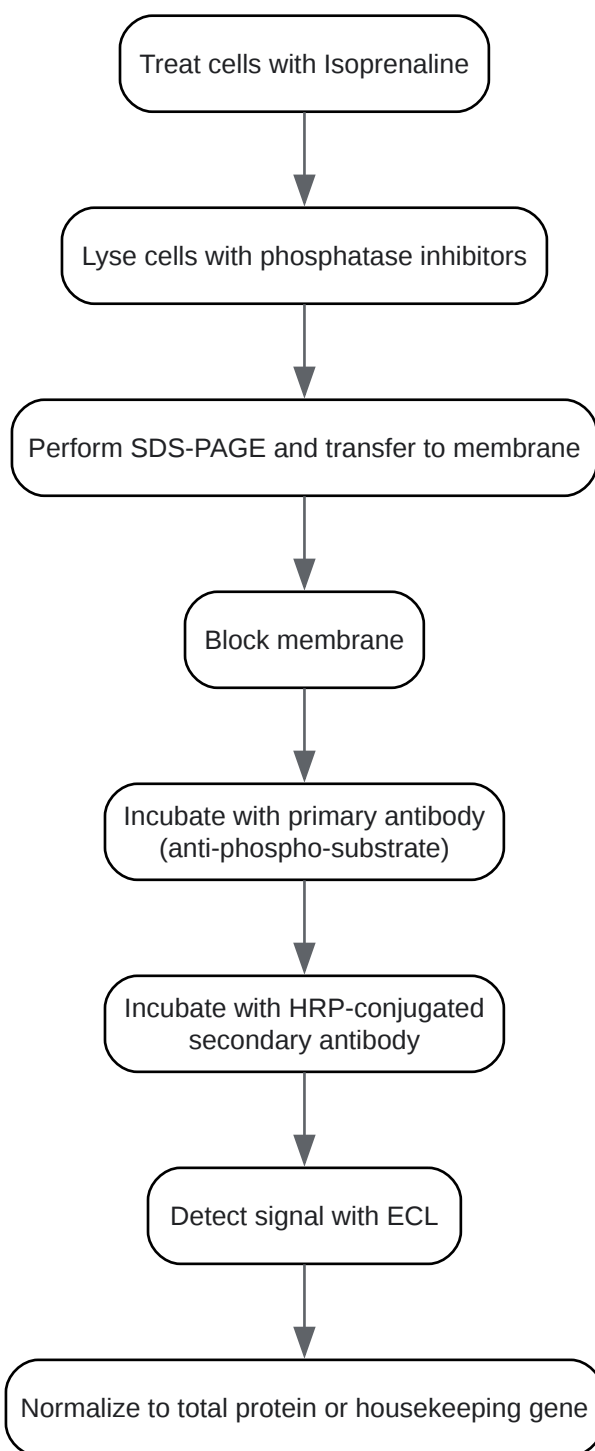 Treat cells with Isoprenaline
Lyse cells with phosphatase inhibitors
Perform SDS-PAGE and transfer to membrane
Block membrane
Incubate with primary antibody
(anti-phospho-substrate)
Incubate with HRP-conjugated
secondary antibody
Detect signal with ECL
Normalize to total protein or housekeeping gene